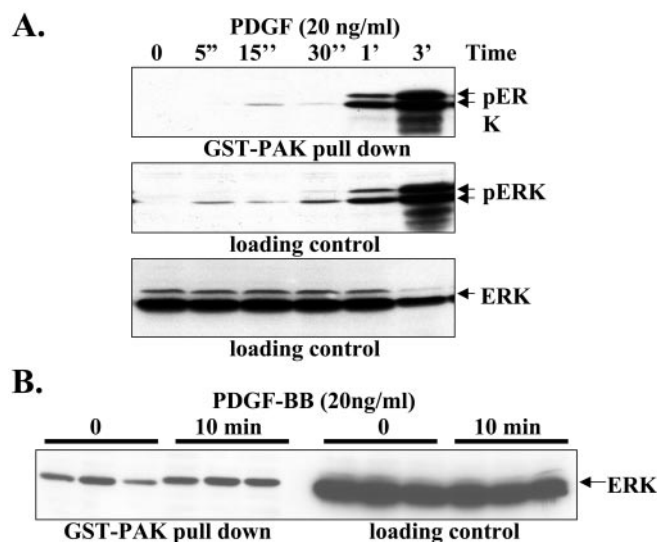 A.
PDGF (20 ng/ml)
0 5” 15’’ 30’’ 1’ 3’ Time
pER
K
GST-PAK pull down
pERK
loading control
ERK
loading control
B.
PDGF-BB (20ng/ml)
0 10 min 0 10 min
ERK
GST-PAK pull down loading control